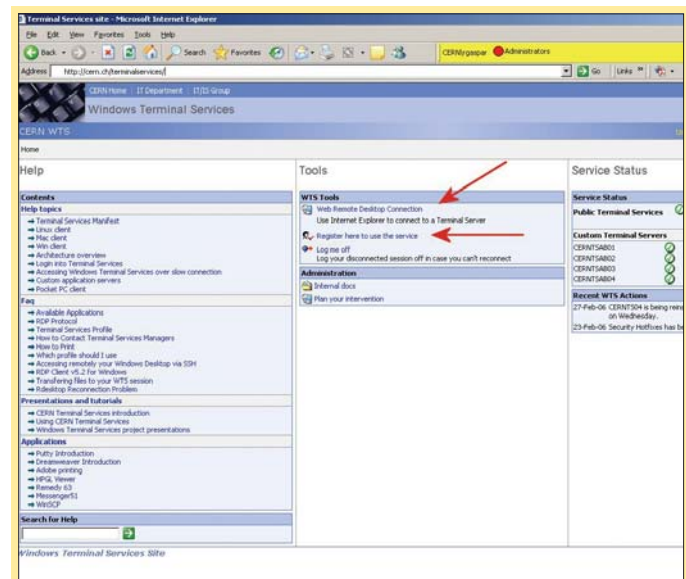 Terminal Services site - Microsoft Internet Explorer
File Edit View Favorites Tools Help
Back Search Favorites CERN\rgaspar Administrators
Address http://cern.ch/terminalservices/ Go Links
CERN Home | IT Department | IT/IS Group
Windows Terminal Services
CERN WTS
Home
Help
Contents
Help topics
Terminal Services Manifest
Linux client
Mac client
Win client
Architecture overview
Login into Terminal Services
Accessing Windows Terminal Services over slow connection
Custom application servers
Pocket PC client
Faq
Available Applications
RDP Protocol
Terminal Services Profile
How to Contact Terminal Services Managers
How to Print
Which profile should I use
Accessing remotely your Windows Desktop via SSH
RDP Client v5.2 for Windows
Transfering files to your WTS session
Rdesktop Reconnection Problem
Presentations and tutorials
CERN Terminal Services introduction
Using CERN Terminal Services
Windows Terminal Services project presentations
Applications
Putty Introduction
Dreamweaver Introduction
Adobe printing
HPGL Viewer
Remedy 63
Messenger51
WinSCP
Search for Help
Windows Terminal Services Site
Tools
WTS Tools
Web Remote Desktop Connection
Use Internet Explorer to connect to a Terminal Server
Register here to use the service
Log me off
Log your disconnected session off in case you can't reconnect
Administration
Internal docs
Plan your intervention
Service Status
Service Status
Public Terminal Services
Custom Terminal Servers
CERNTSAB01
CERNTSAB02
CERNTSAB03
CERNTSAB04
Recent WTS Actions
27-Feb-06 CERNTS04 is being
on Wednesday.
23-Feb-06 Security Hotfixes has